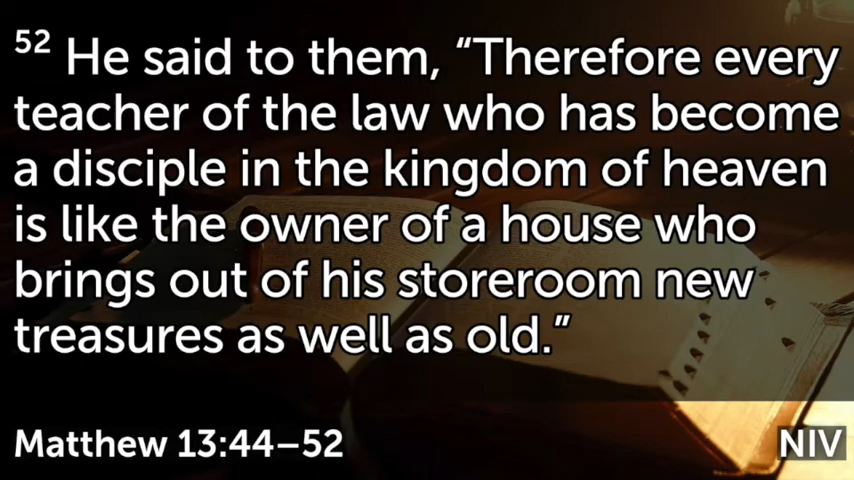 52 He said to them, “Therefore every
teacher of the law who has become
a disciple in the kingdom of heaven
is like the owner of a house who
brings out of his storeroom new
treasures as well as old.”
Matthew 13:44–52
NIV